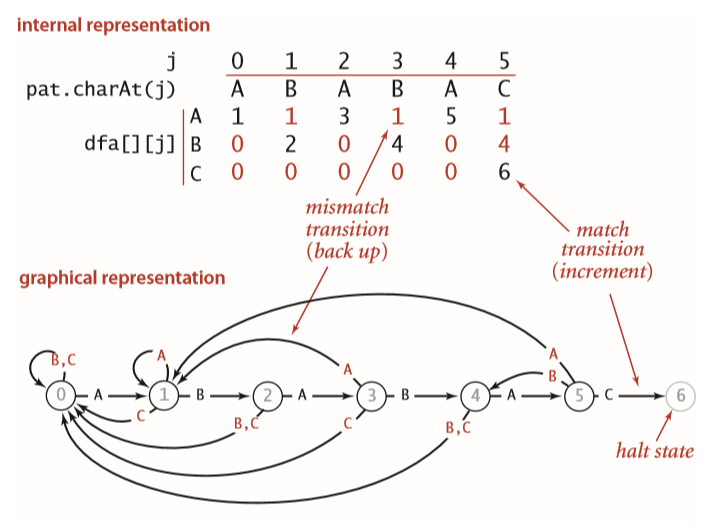 internal representation
j 0 1 2 3 4 5
pat.charAt(j) A B A B A C
A 1 1 3 1 5 1
dfa[][j] B 0 2 0 4 0 4
C 0 0 0 0 0 6
mismatch
transition
(back up)
match
transition
(increment)
graphical representation
B,C A A A
B
0 A 1 B 2 A 3 B 4 A 5 C 6
C B,C C B,C
halt state